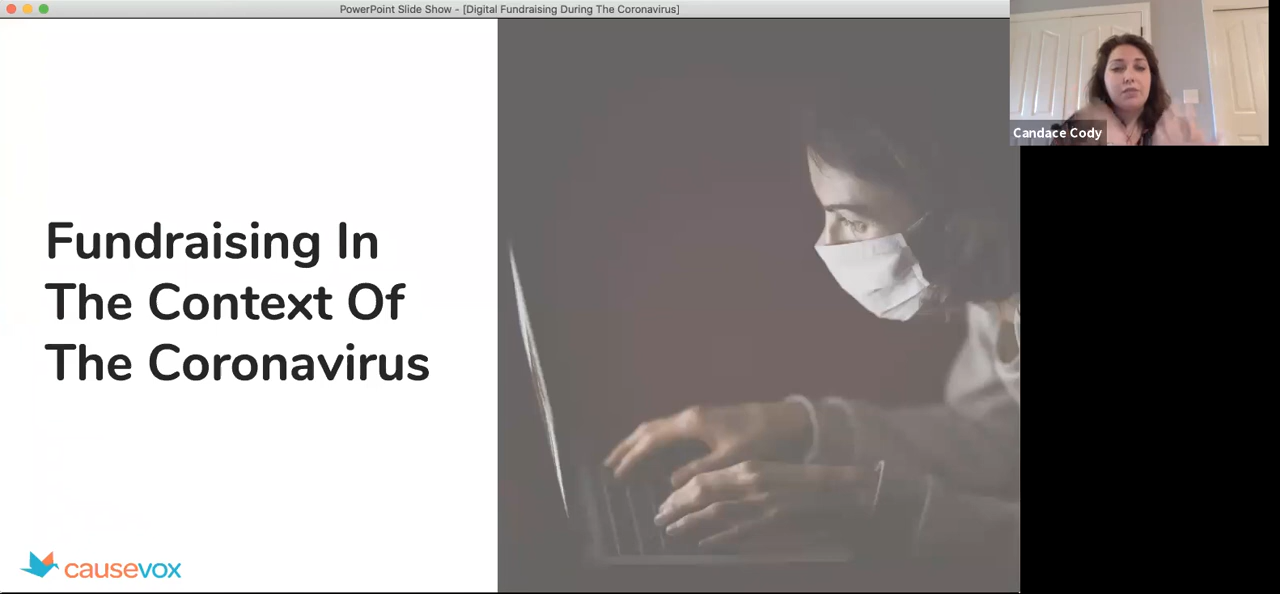 PowerPoint Slide Show - [Digital Fundraising During The Coronavirus]
Candace Cody
Fundraising In
The Context Of
The Coronavirus
causevox